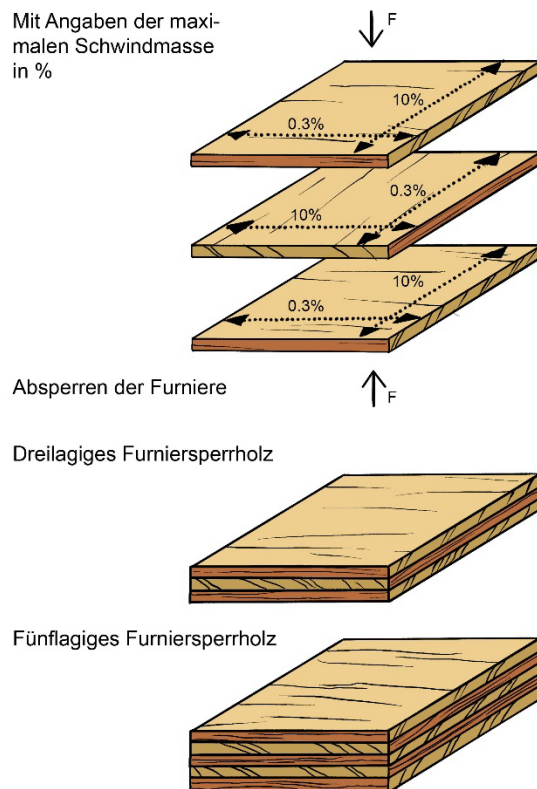 Mit Angaben der maxi-
malen Schwindmasse
in %
F
10%
0.3%
0.3%
10%
10%
0.3%
Absperren der Furniere
F
Dreilagiges Furniersperrholz
Fünflagiges Furniersperrholz